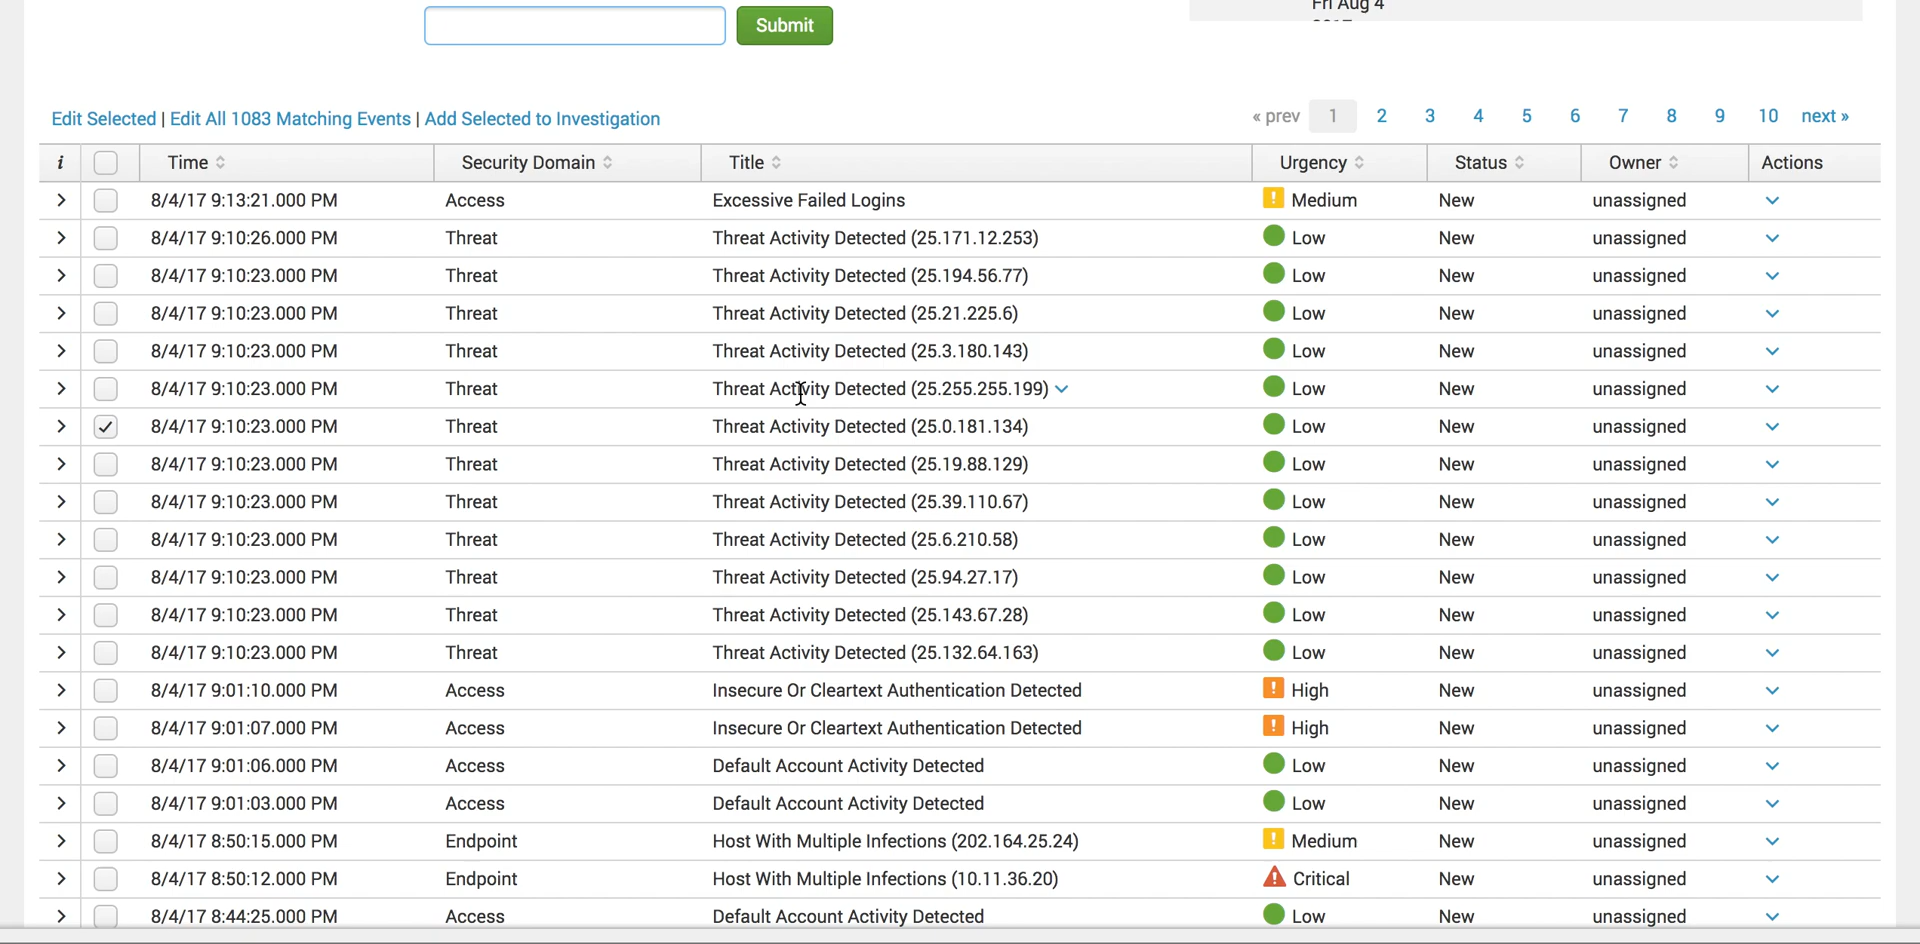 Fri Aug 4
Submit
Edit Selected | Edit All 1083 Matching Events | Add Selected to Investigation
« prev 1 2 3 4 5 6 7 8 9 10 next »
i Time Security Domain Title Urgency Status Owner Actions
8/4/17 9:13:21.000 PM Access Excessive Failed Logins Medium New unassigned
8/4/17 9:10:26.000 PM Threat Threat Activity Detected (25.171.12.253) Low New unassigned
8/4/17 9:10:23.000 PM Threat Threat Activity Detected (25.194.56.77) Low New unassigned
8/4/17 9:10:23.000 PM Threat Threat Activity Detected (25.21.225.6) Low New unassigned
8/4/17 9:10:23.000 PM Threat Threat Activity Detected (25.3.180.143) Low New unassigned
8/4/17 9:10:23.000 PM Threat Threat Activity Detected (25.255.255.199) Low New unassigned
8/4/17 9:10:23.000 PM Threat Threat Activity Detected (25.0.181.134) Low New unassigned
8/4/17 9:10:23.000 PM Threat Threat Activity Detected (25.19.88.129) Low New unassigned
8/4/17 9:10:23.000 PM Threat Threat Activity Detected (25.39.110.67) Low New unassigned
8/4/17 9:10:23.000 PM Threat Threat Activity Detected (25.6.210.58) Low New unassigned
8/4/17 9:10:23.000 PM Threat Threat Activity Detected (25.94.27.17) Low New unassigned
8/4/17 9:10:23.000 PM Threat Threat Activity Detected (25.143.67.28) Low New unassigned
8/4/17 9:10:23.000 PM Threat Threat Activity Detected (25.132.64.163) Low New unassigned
8/4/17 9:01:10.000 PM Access Insecure Or Cleartext Authentication Detected High New unassigned
8/4/17 9:01:07.000 PM Access Insecure Or Cleartext Authentication Detected High New unassigned
8/4/17 9:01:06.000 PM Access Default Account Activity Detected Low New unassigned
8/4/17 9:01:03.000 PM Access Default Account Activity Detected Low New unassigned
8/4/17 8:50:15.000 PM Endpoint Host With Multiple Infections (202.164.25.24) Medium New unassigned
8/4/17 8:50:12.000 PM Endpoint Host With Multiple Infections (10.11.36.20) Critical New unassigned
8/4/17 8:44:25.000 PM Access Default Account Activity Detected Low New unassigned